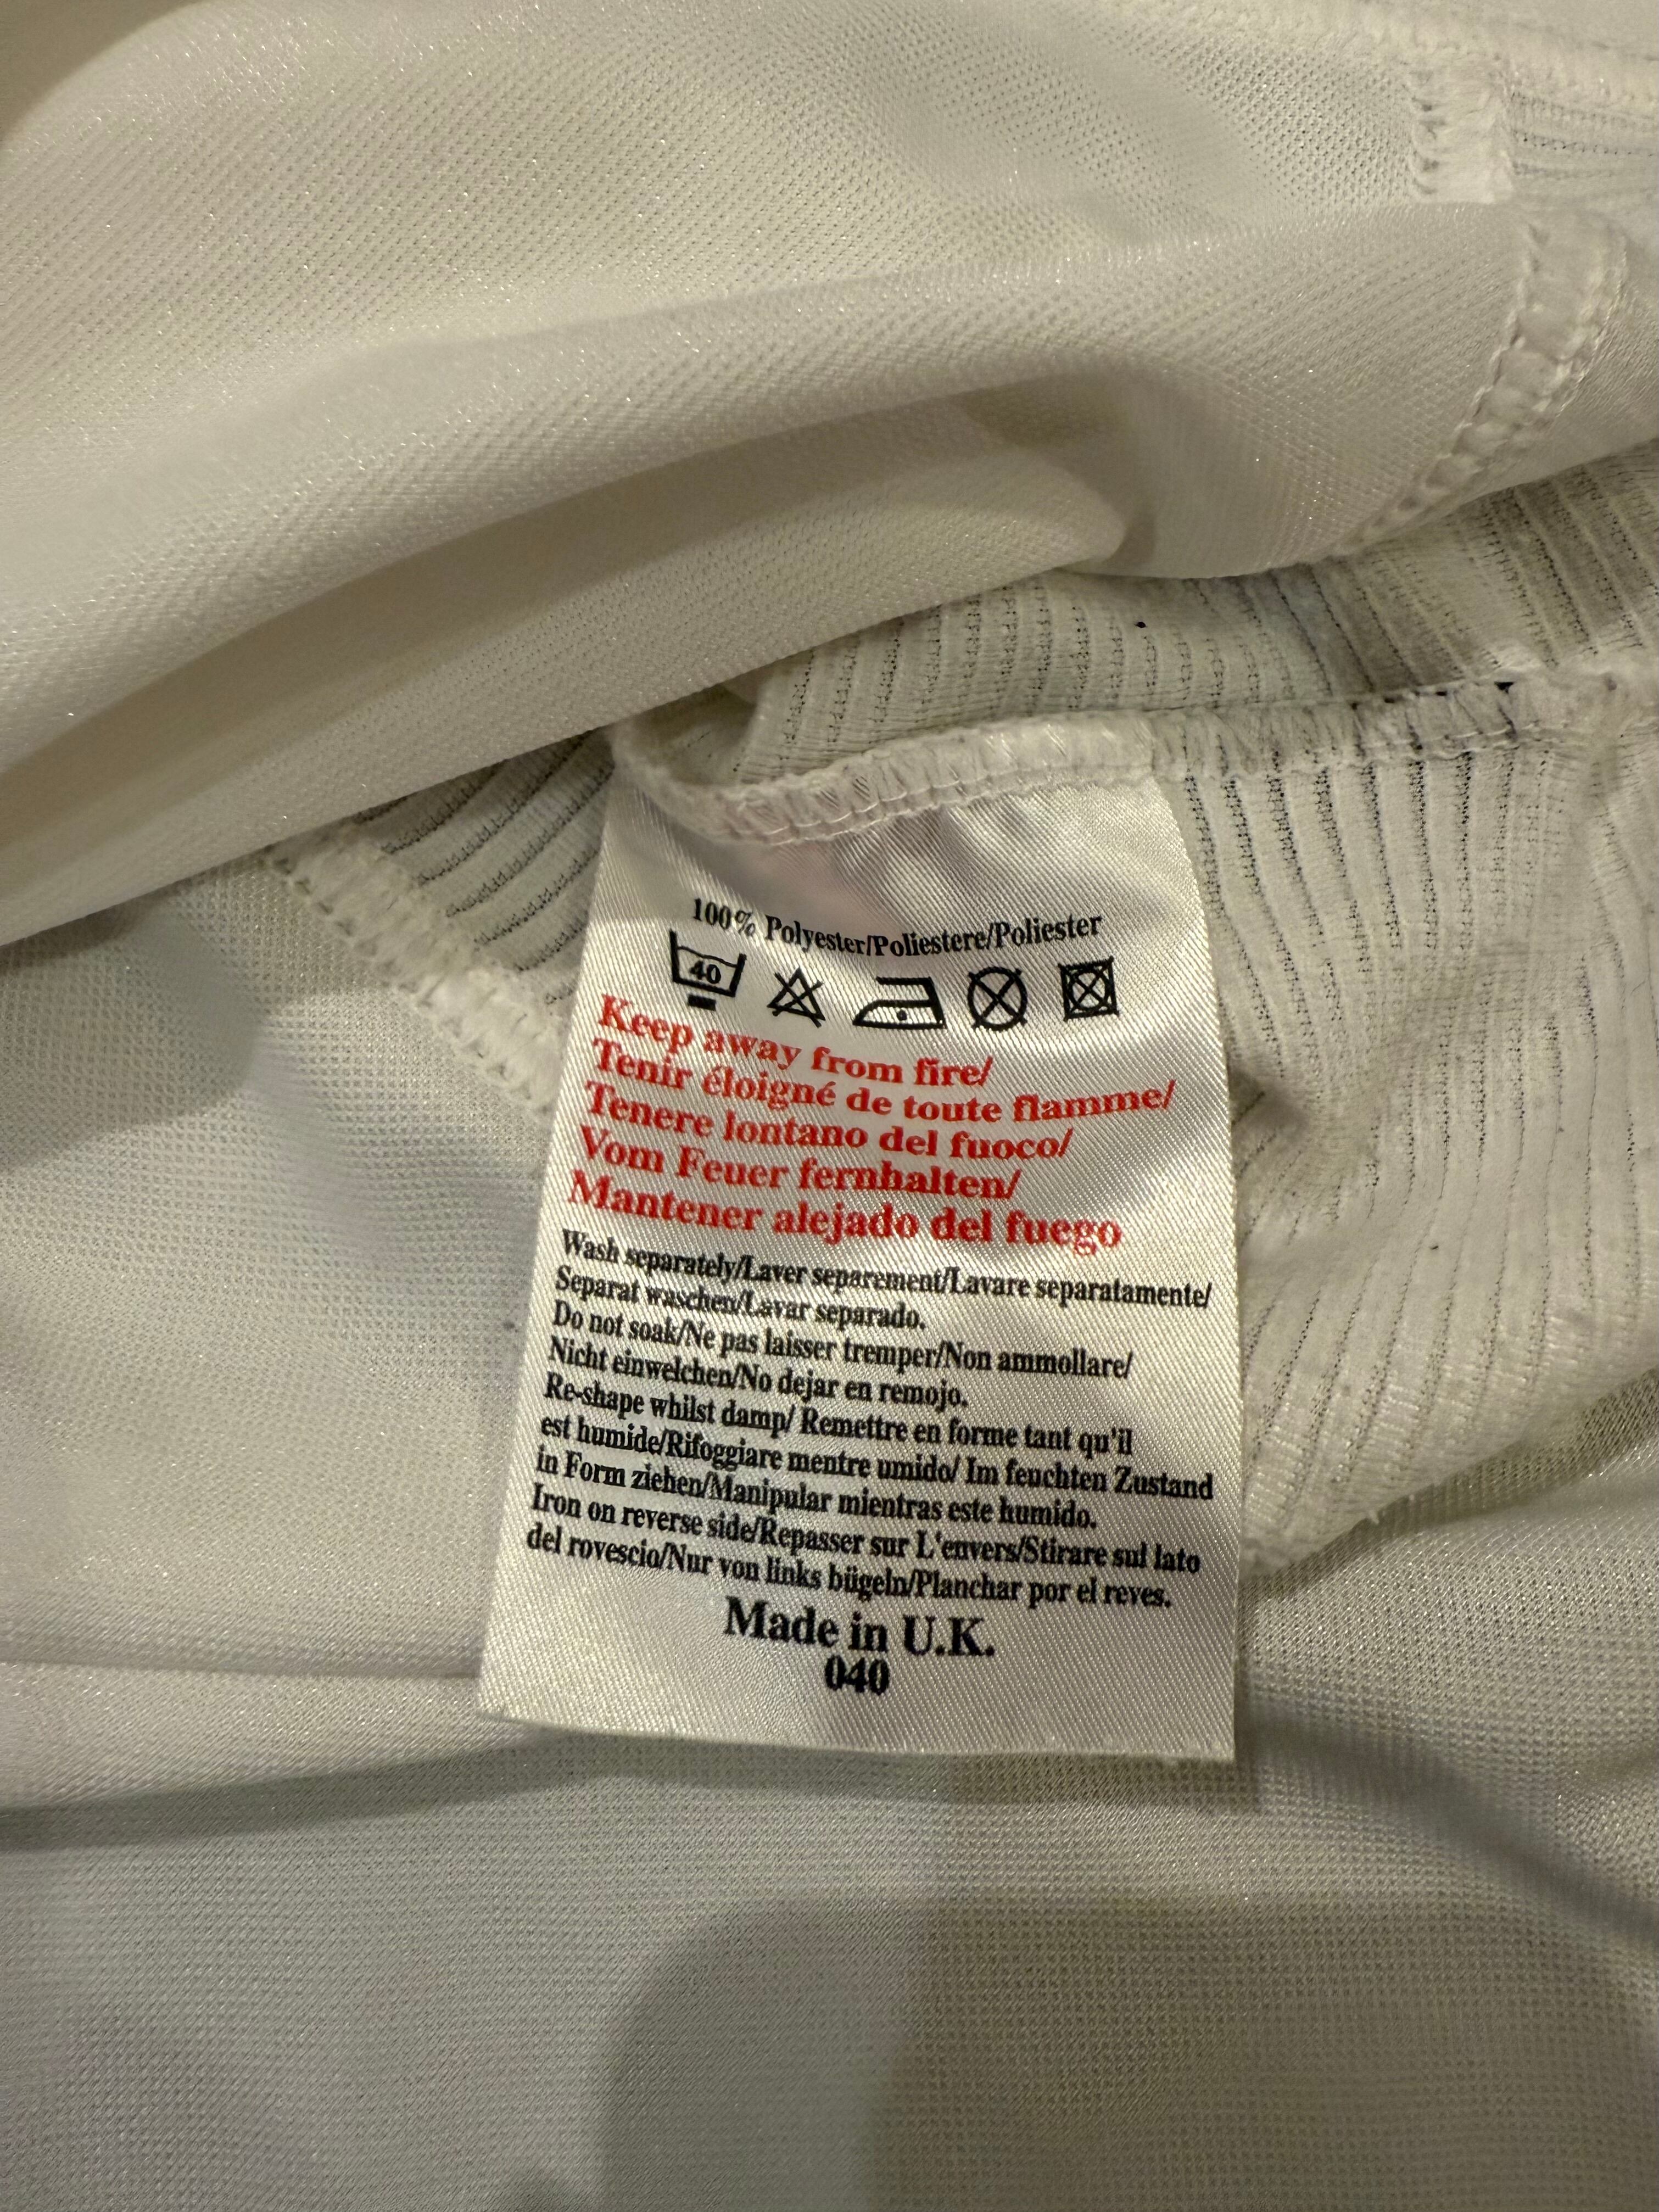 100% Polyester/Poliestere/Poliester
40
Keep away from fire/
Tenir éloigné de toute flamme/
Tenere lontano del fuoco/
Vom Feuer fernhalten/
Mantener alejado del fuego
Wash separately/Laver separement/Lavare separatamente/
Separat waschen/Lavar separado.
Do not soak/Ne pas laisser tremper/Non ammollare/
Nicht einwelchen/No dejar en remojo.
Re-shape whilst damp/ Remettre en forme tant qu'il
est humide/Rifoggiare mentre umido/ Im feuchten Zustand
in Form ziehen/Manipular mientras este humido.
Iron on reverse side/Repasser sur L'envers/Stirare sul lato
del rovescio/Nur von links bügeln/Planchar por el reves.
Made in U.K.
040